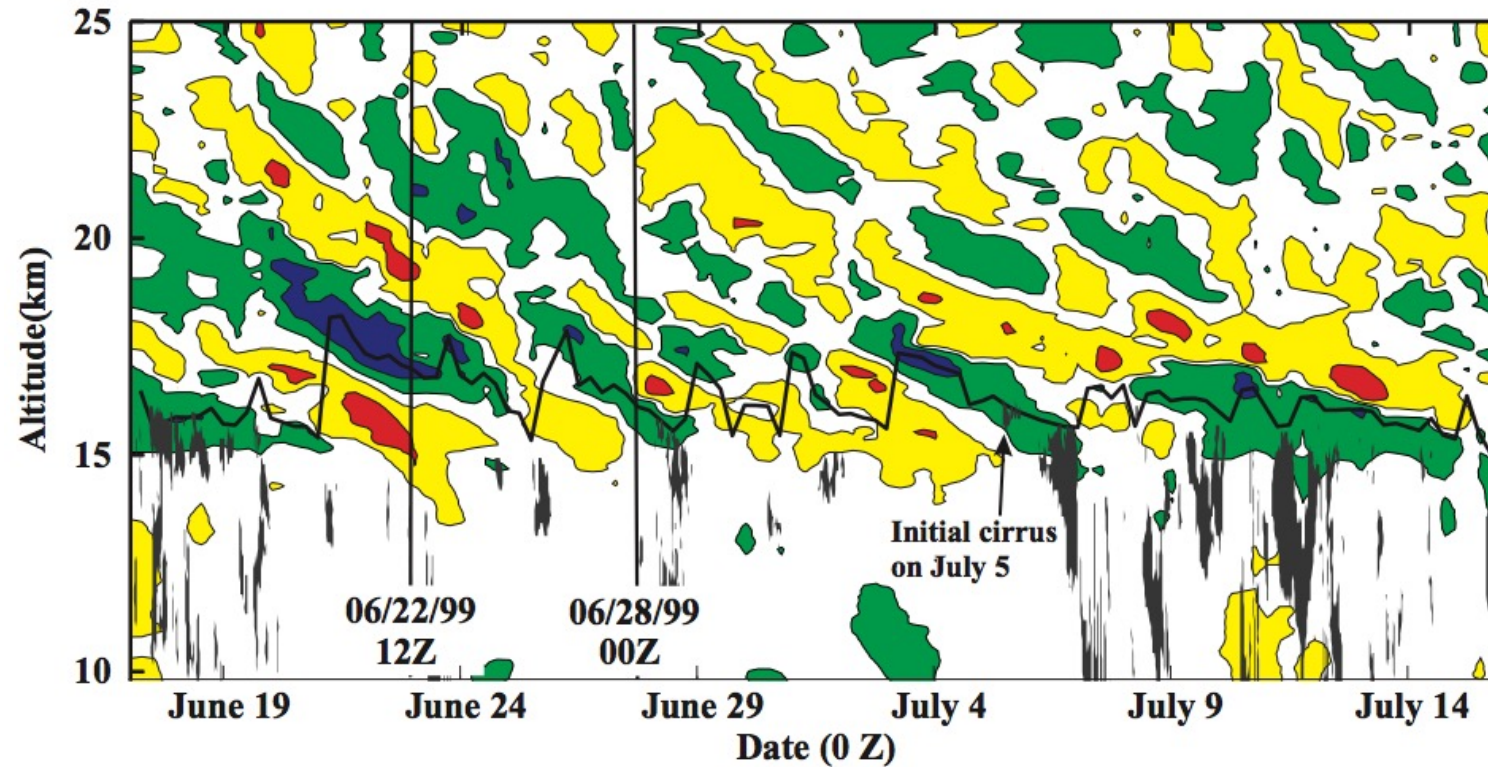 25
20
15
10
Altitude(km)
06/22/99
12Z
06/28/99
00Z
Initial cirrus
on July 5
June 19
June 24
June 29
July 4
July 9
July 14
Date (0 Z)